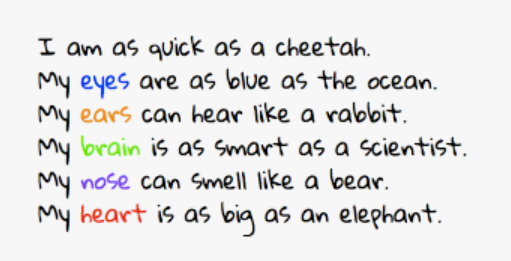 I am as quick as a cheetah.
My eyes are as blue as the ocean.
My ears can hear like a rabbit.
My brain is as smart as a scientist.
My nose can smell like a bear.
My heart is as big as an elephant.